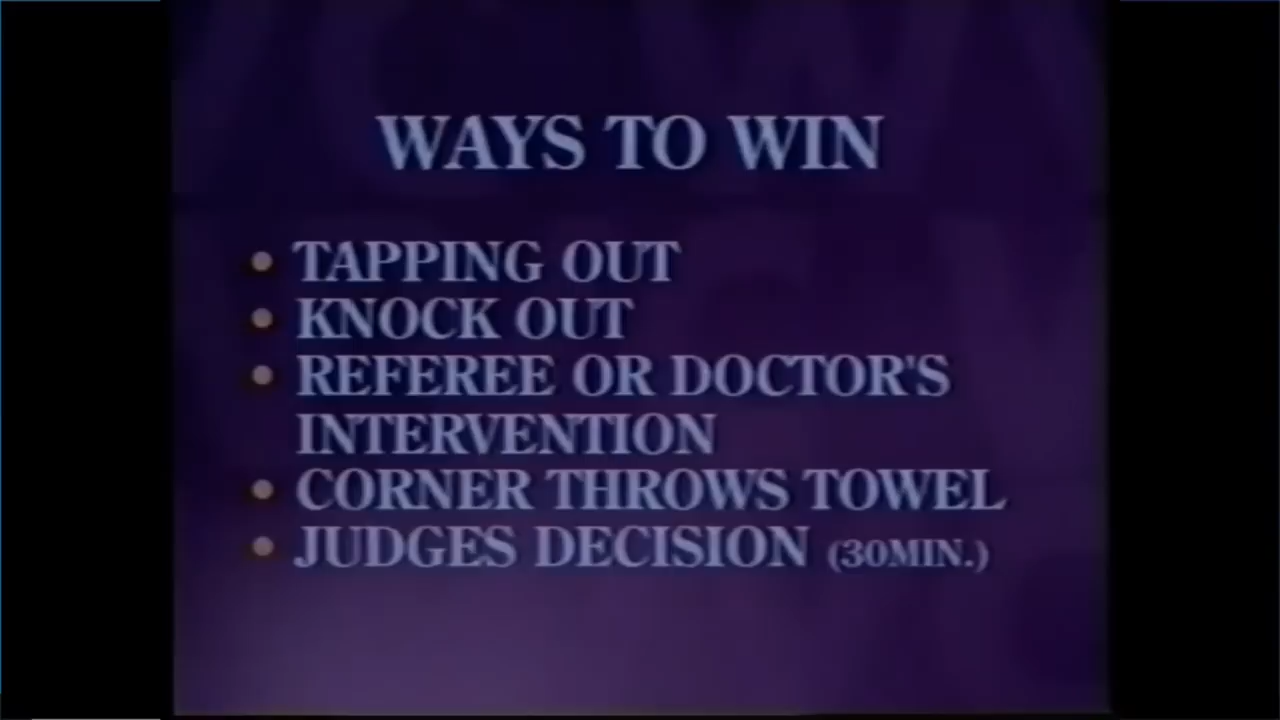 WAYS TO WIN
• TAPPING OUT
• KNOCK OUT
• REFEREE OR DOCTOR'S
INTERVENTION
• CORNER THROWS TOWEL
• JUDGES DECISION (30MIN.)